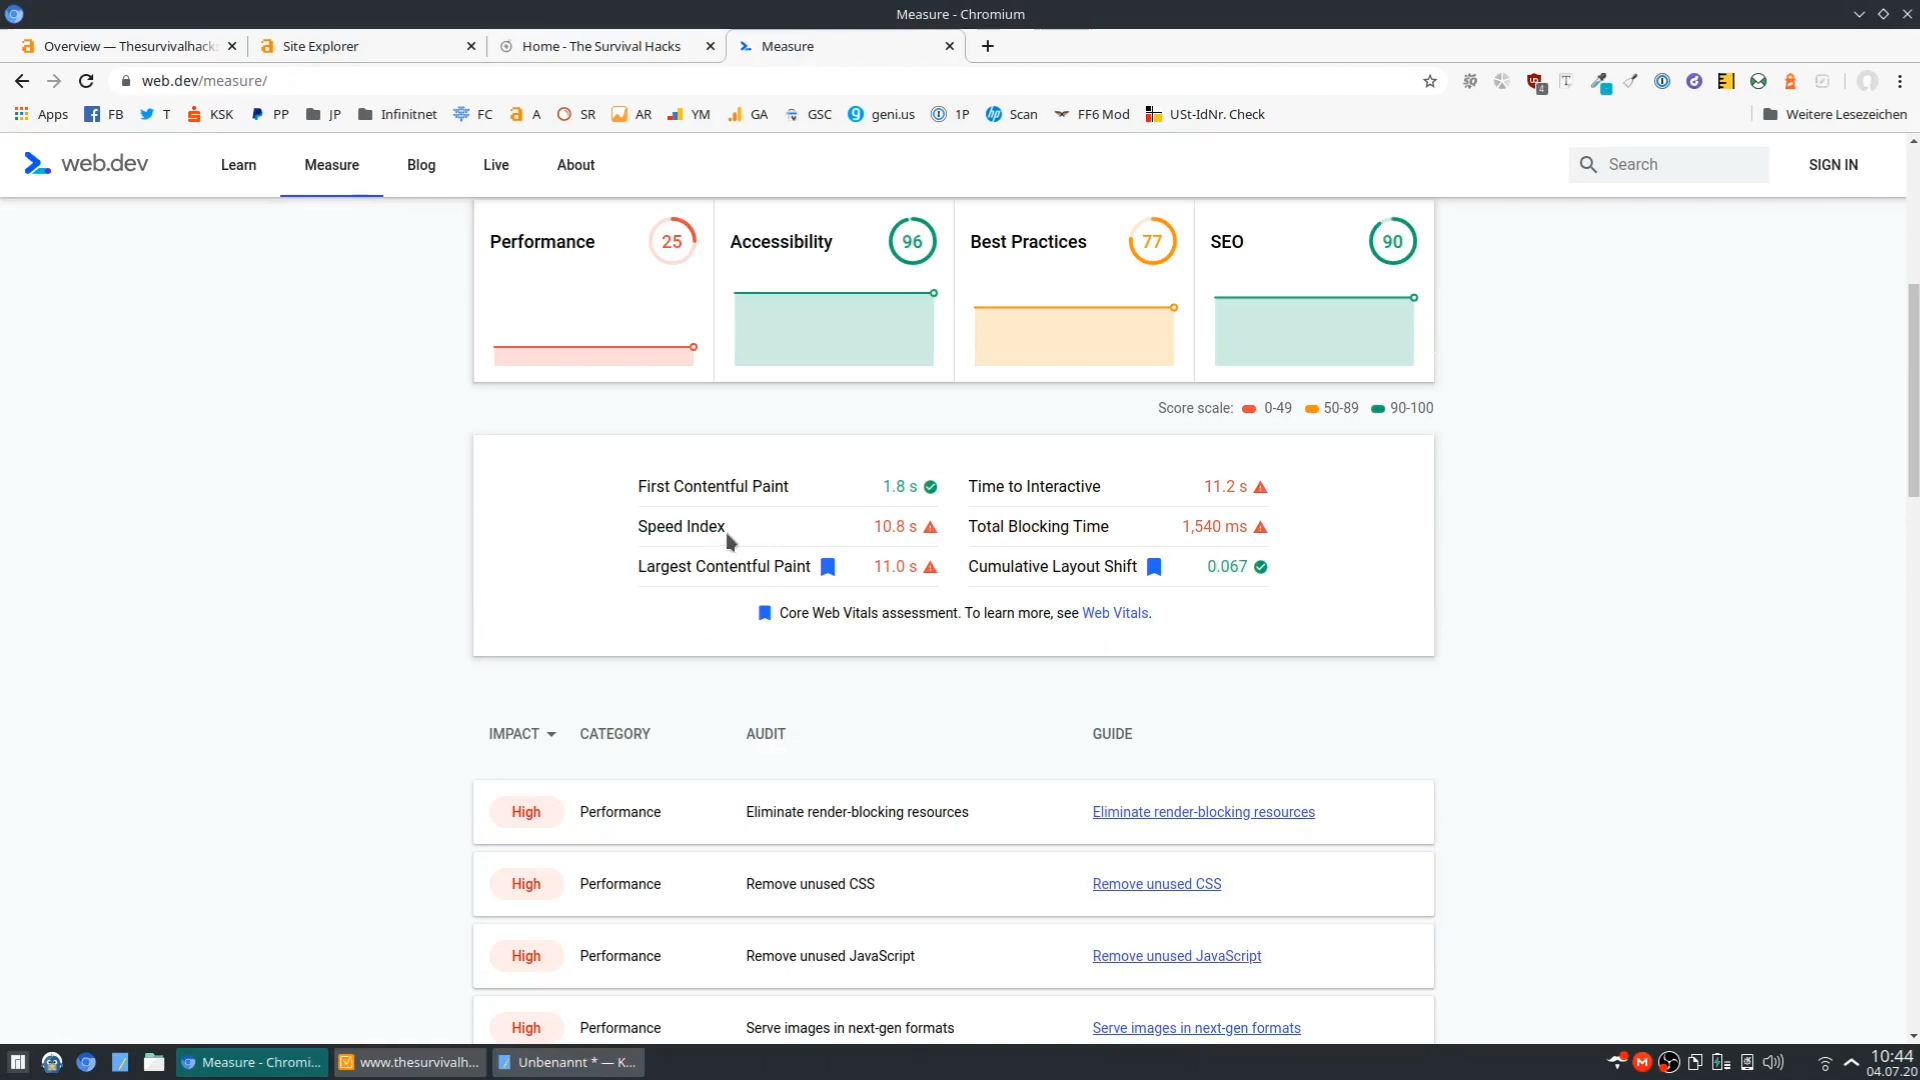 Measure - Chromium
Overview — Thesurvivalhack
Site Explorer
Home - The Survival Hacks
Measure
web.dev/measure/
4
Apps
FB
T
KSK
PP
JP
Infinitnet
FC
A
SR
AR
YM
GA
GSC
geni.us
1P
Scan
FF6 Mod
USt-IdNr. Check
Weitere Lesezeichen
web.dev
Learn
Measure
Blog
Live
About
Search
SIGN IN
Performance
25
Accessibility
96
Best Practices
77
SEO
90
Score scale: 0-49 50-89 90-100
First Contentful Paint 1.8 s
Time to Interactive 11.2 s
Speed Index 10.8 s
Total Blocking Time 1,540 ms
Largest Contentful Paint 11.0 s
Cumulative Layout Shift 0.067
Core Web Vitals assessment. To learn more, see Web Vitals.
IMPACT CATEGORY AUDIT GUIDE
High Performance Eliminate render-blocking resources Eliminate render-blocking resources
High Performance Remove unused CSS Remove unused CSS
High Performance Remove unused JavaScript Remove unused JavaScript
High Performance Serve images in next-gen formats Serve images in next-gen formats
Measure - Chromi...
www.thesurvivalh...
Unbenannt * — K...
10:44
04.07.20